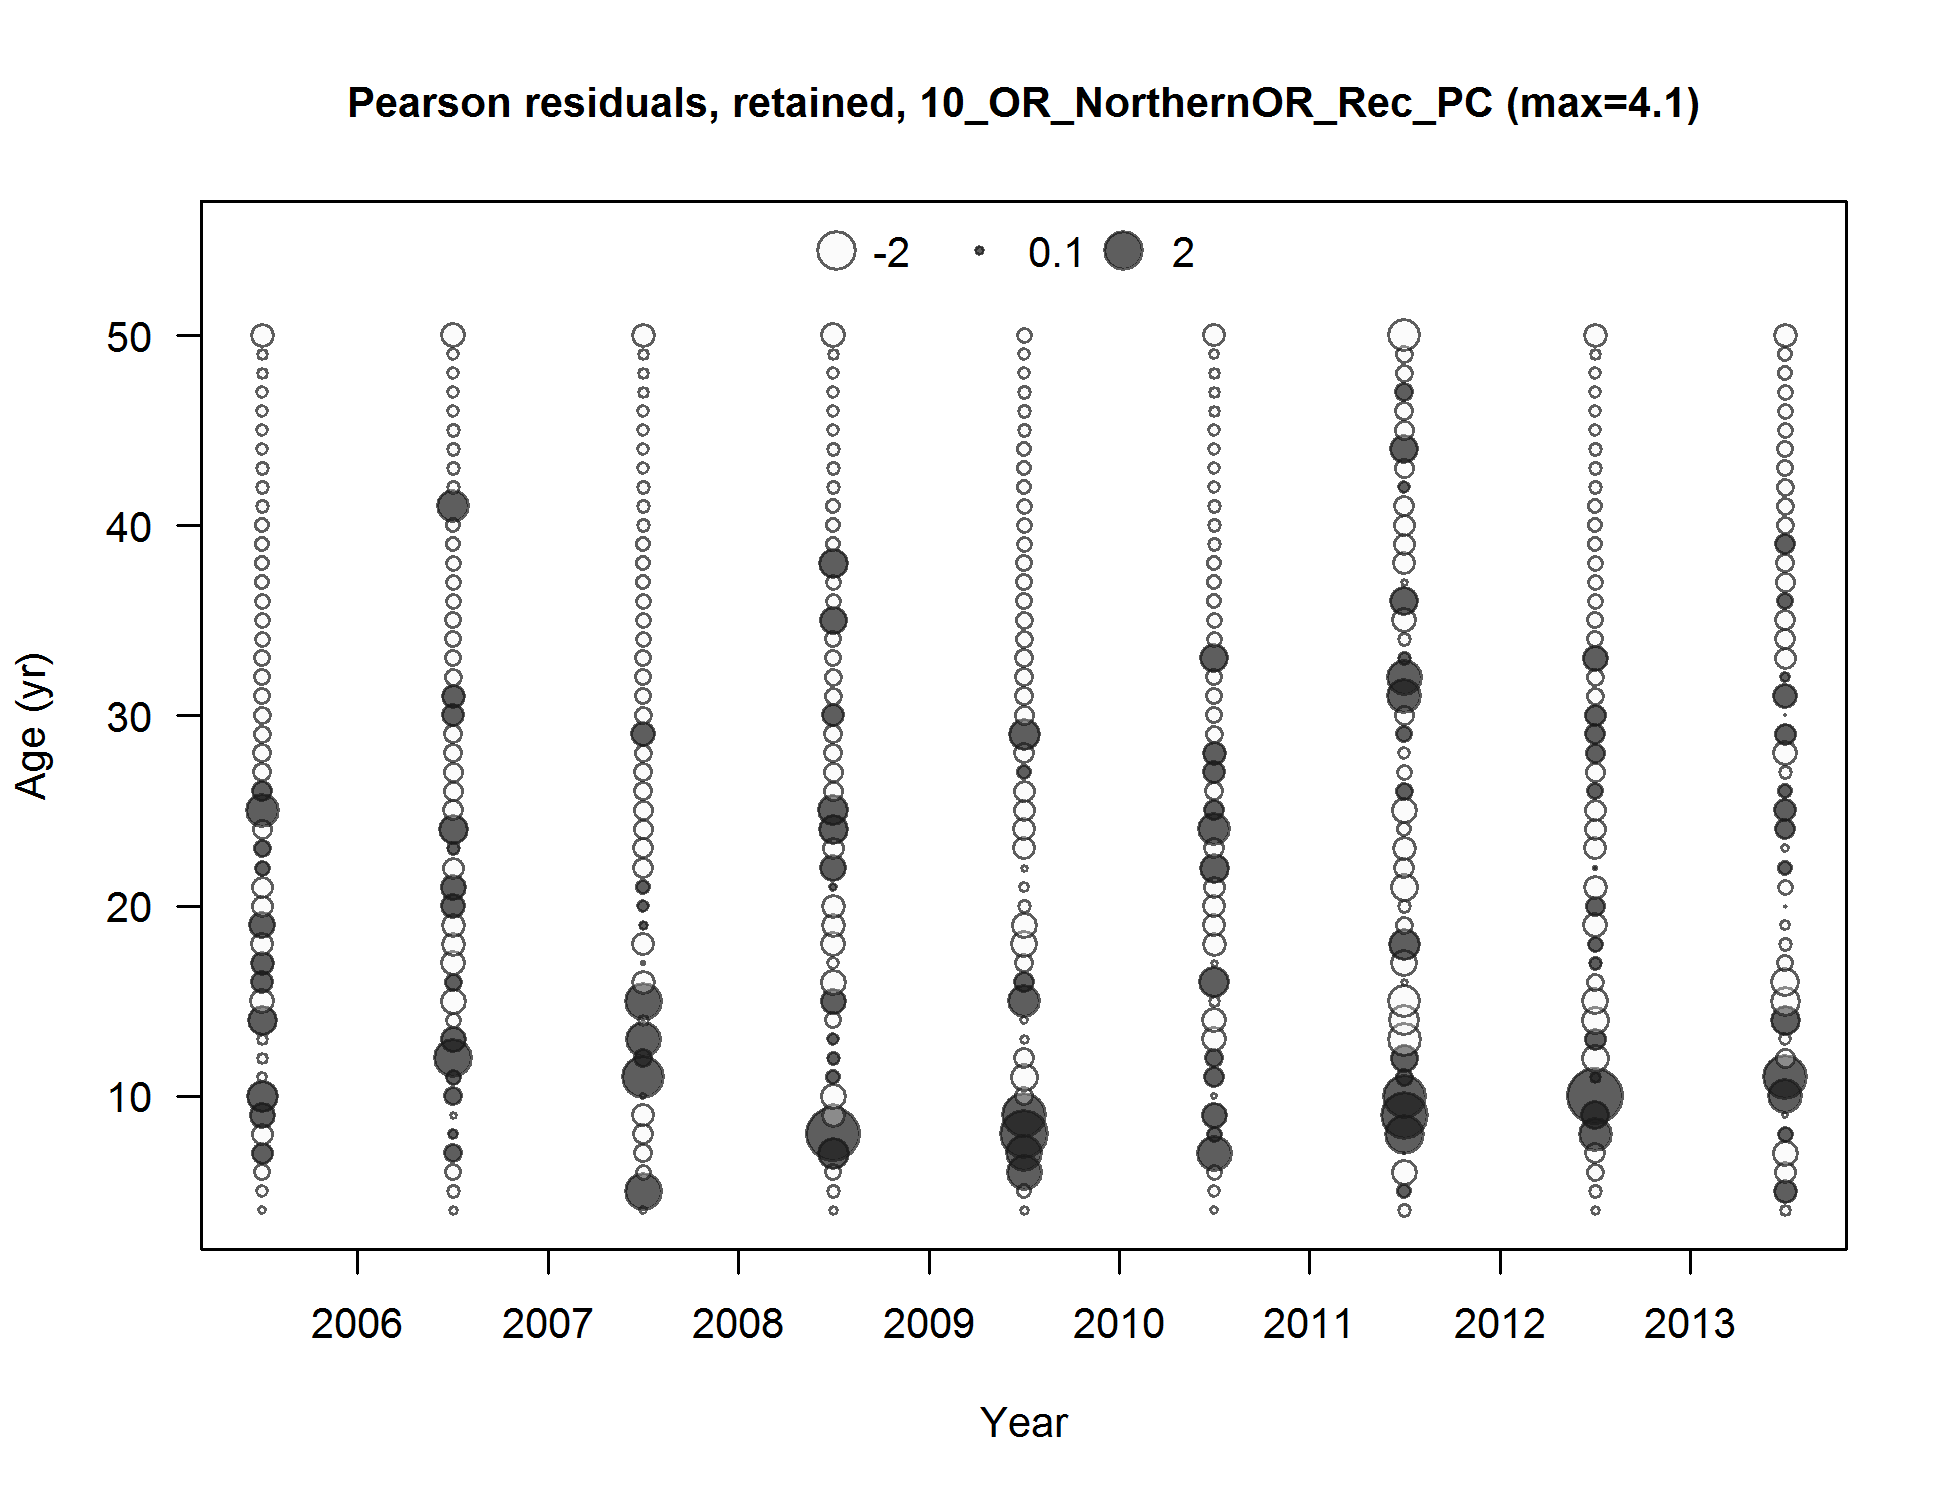 Pearson residuals, retained, 10_OR_NorthernOR_Rec_PC (max=4.1)
-2 0.1 2
50
40
30
20
10
Age (yr)
2006 2007 2008 2009 2010 2011 2012 2013
Year